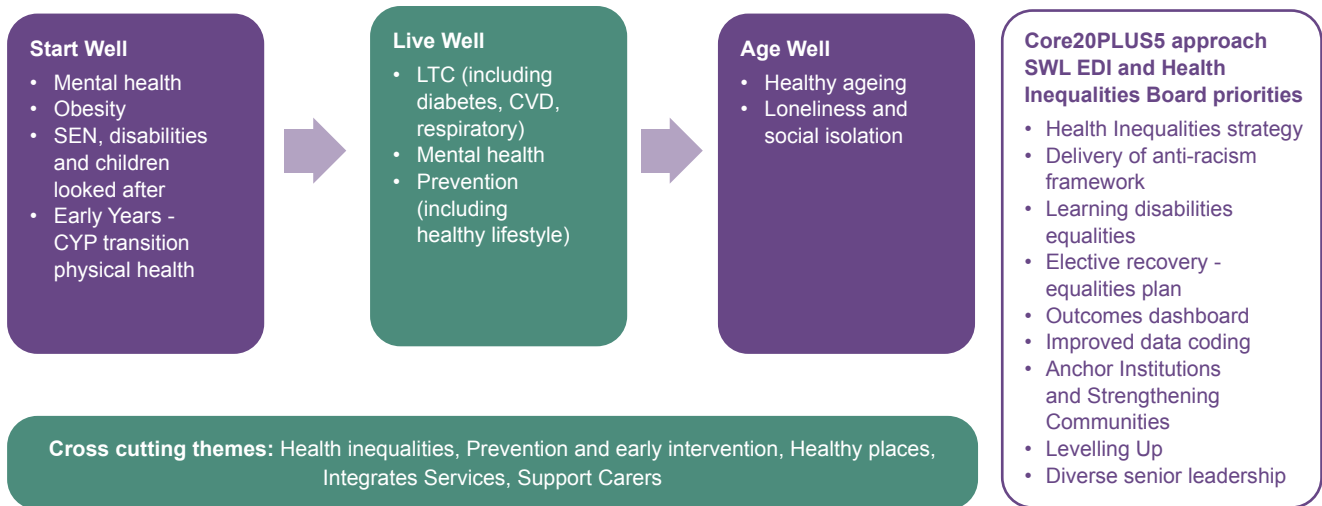 Start Well
• Mental health
• Obesity
• SEN, disabilities
and children
looked after
• Early Years -
CYP transition
physical health
Live Well
• LTC (including
diabetes, CVD,
respiratory)
• Mental health
• Prevention
(including
healthy lifestyle)
Age Well
• Healthy ageing
• Loneliness and
social isolation
Core20PLUS5 approach
SWL EDI and Health
Inequalities Board priorities
• Health Inequalities strategy
• Delivery of anti-racism
framework
• Learning disabilities
equalities
• Elective recovery -
equalities plan
• Outcomes dashboard
• Improved data coding
• Anchor Institutions
and Strengthening
Communities
• Levelling Up
• Diverse senior leadership
Cross cutting themes: Health inequalities, Prevention and early intervention, Healthy places,
Integrates Services, Support Carers